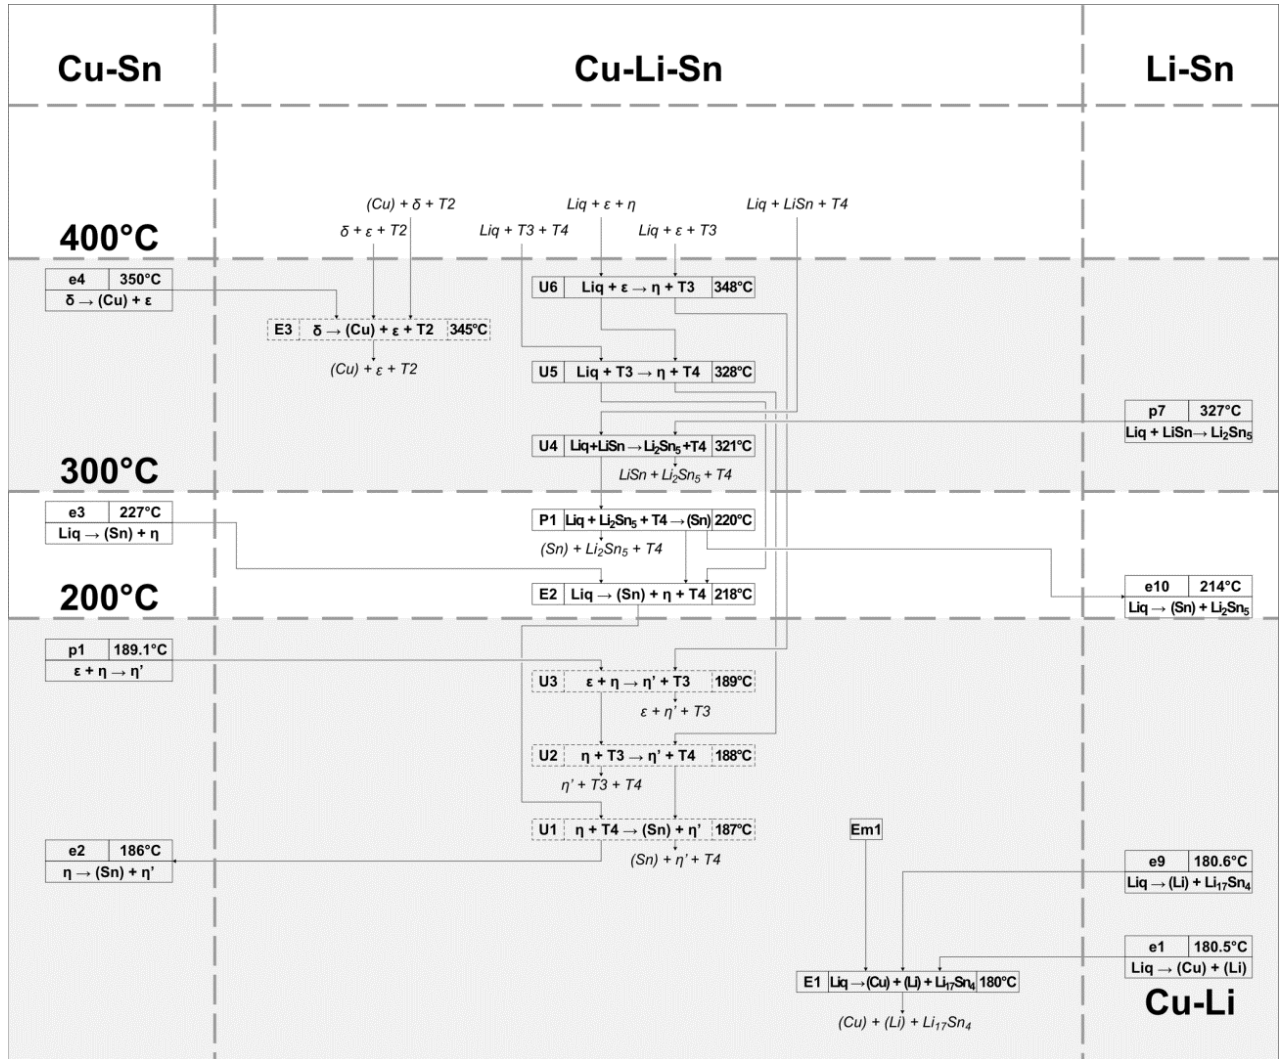 Cu-Sn
Cu-Li-Sn
Li-Sn
(Cu) + δ + T2
Liq + ε + η
Liq + LiSn + T4
δ + ε + T2
Liq + T3 + T4
Liq + ε + T3
400°C
e4 350°C
δ → (Cu) + ε
U6 Liq + ε → η + T3 348°C
E3 δ → (Cu) + ε + T2 345°C
(Cu) + ε + T2
U5 Liq + T3 → η + T4 328°C
p7 327°C
Liq + LiSn → Li₂Sn₅
U4 Liq+LiSn → Li₂Sn₅ +T4 321°C
LiSn + Li₂Sn₅ + T4
300°C
e3 227°C
Liq → (Sn) + η
P1 Liq + Li₂Sn₅ + T4 → (Sn) 220°C
(Sn) + Li₂Sn₅ + T4
200°C
E2 Liq → (Sn) + η + T4 218°C
e10 214°C
Liq → (Sn) + Li₂Sn₅
p1 189.1°C
ε + η → η’
U3 ε + η → η’ + T3 189°C
ε + η’ + T3
U2 η + T3 → η’ + T4 188°C
η’ + T3 + T4
U1 η + T4 → (Sn) + η’ 187°C
(Sn) + η’ + T4
Em1
e2 186°C
η → (Sn) + η’
e9 180.6°C
Liq → (Li) + Li₁₇Sn₄
e1 180.5°C
Liq → (Cu) + (Li)
E1 Liq → (Cu) + (Li) + Li₁₇Sn₄ 180°C
Cu-Li
(Cu) + (Li) + Li₁₇Sn₄